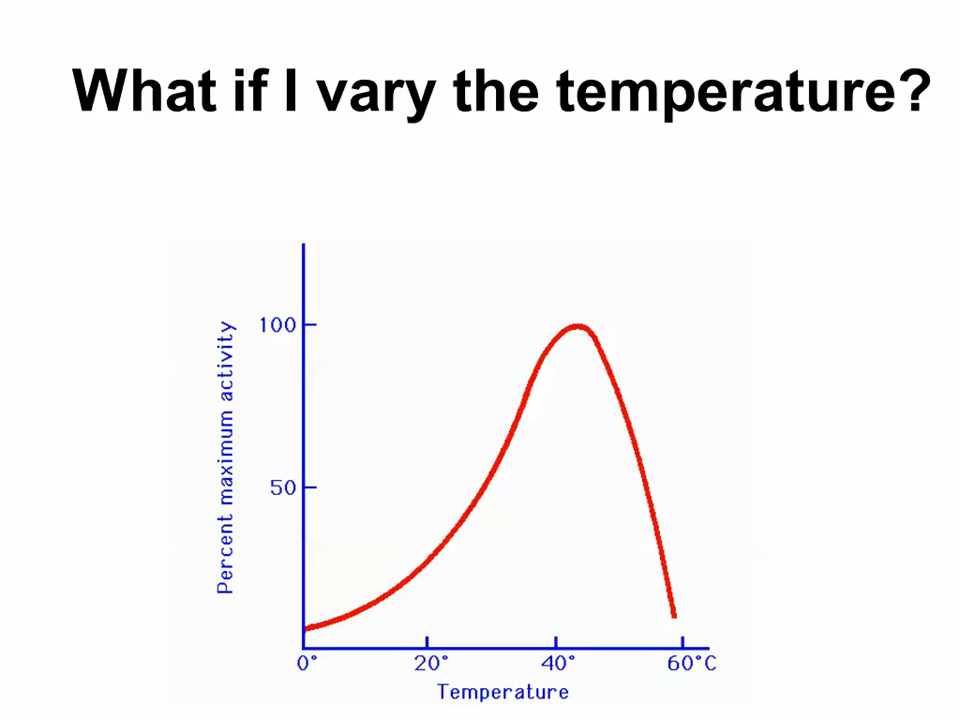 What if I vary the temperature?
Percent maximum activity
100
50
0° 20° 40° 60°C
Temperature